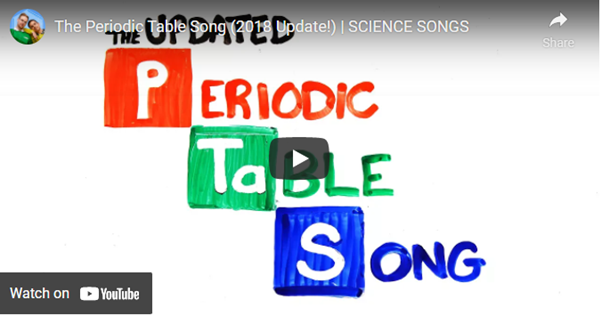 The Periodic Table Song (2018 Update!) | SCIENCE SONGS
Share
THE UPDATED
PERIODIC
TaBLE
SONG
Watch on YouTube